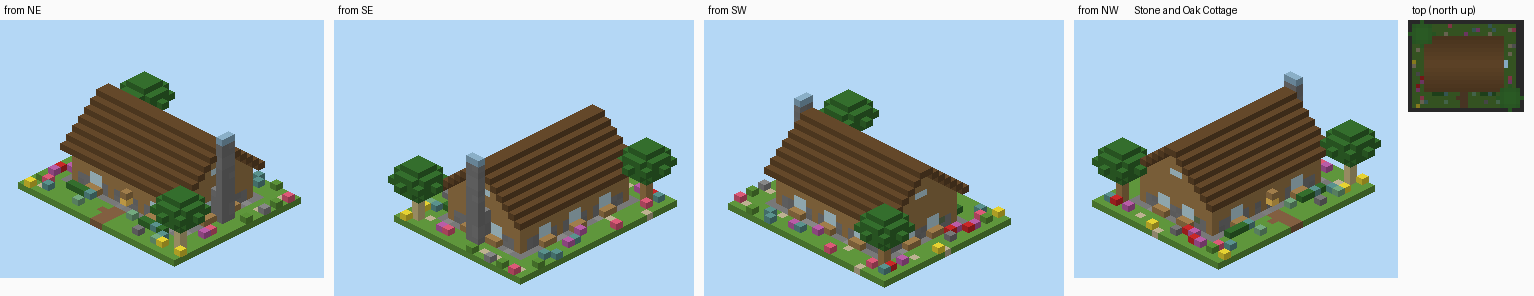 from NE
from SE
from SW
from NW
Stone and Oak Cottage
top (north up)